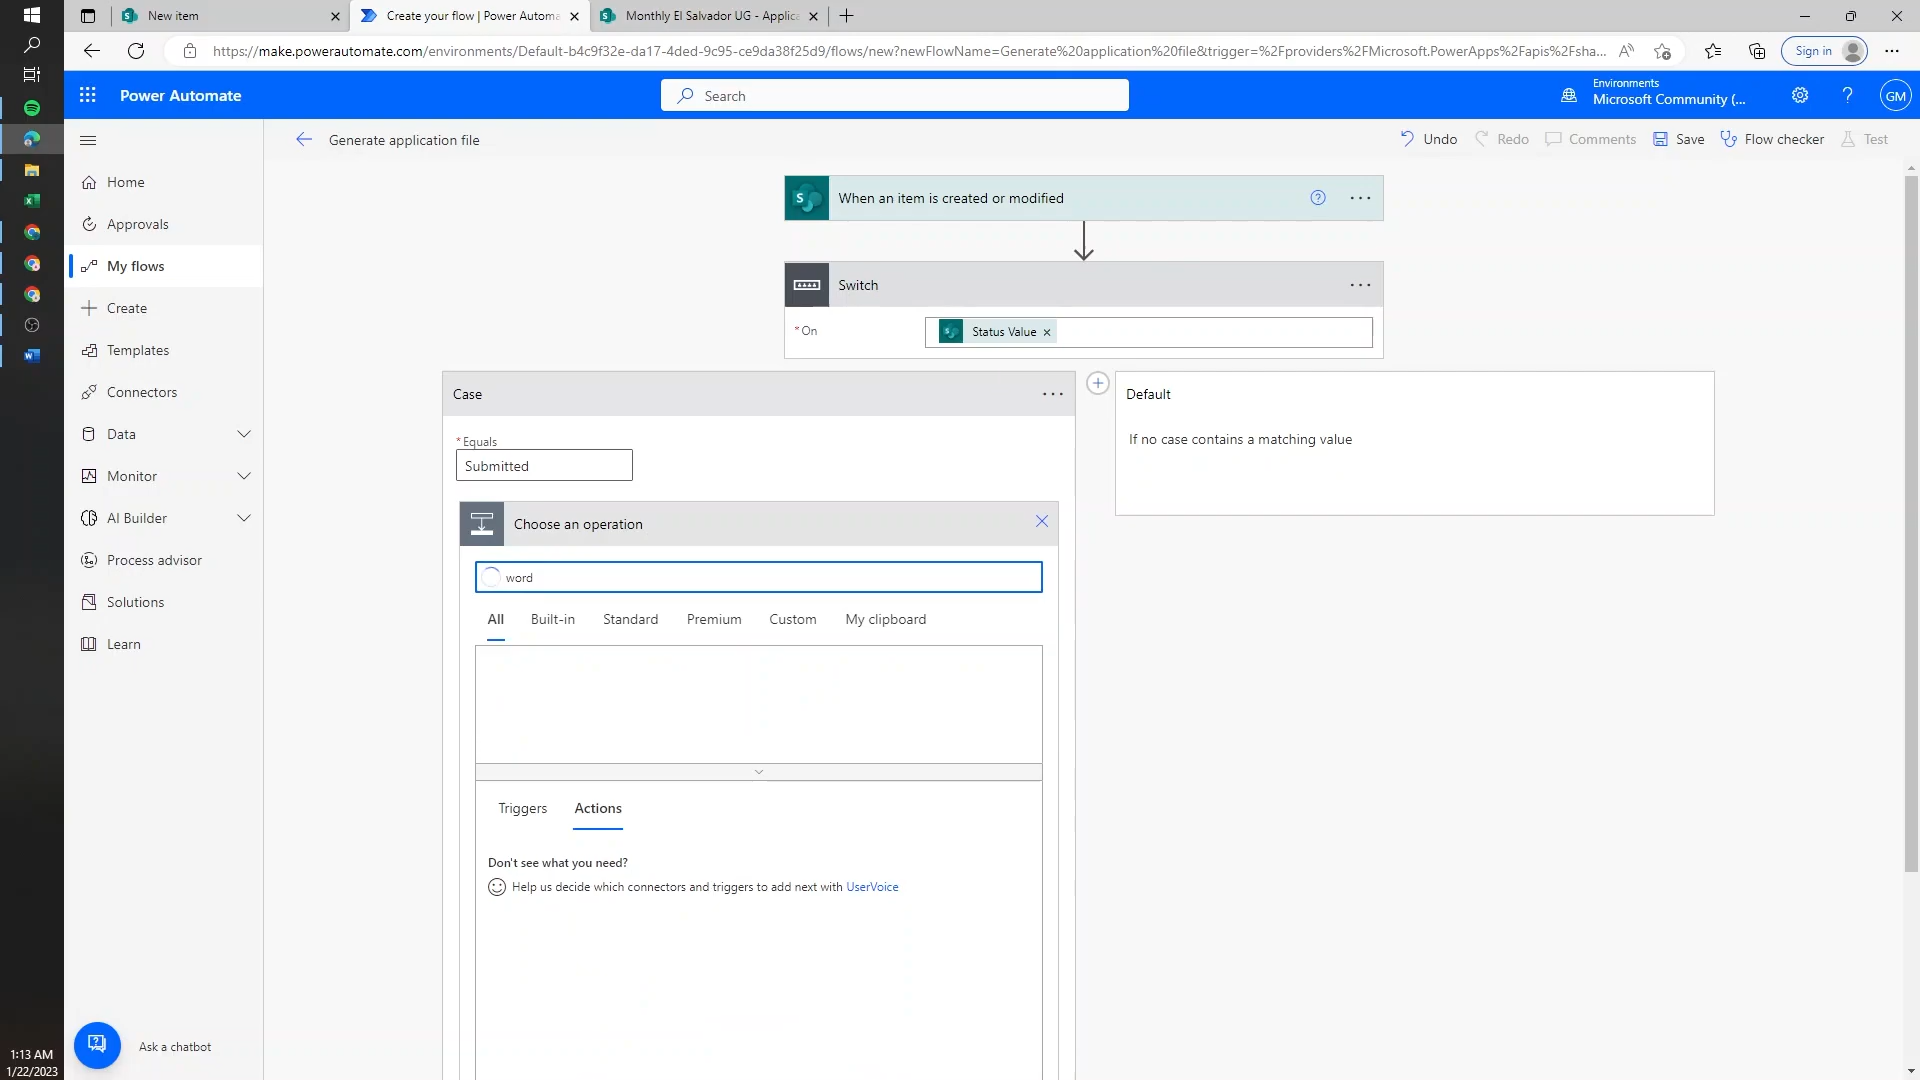 New item
Create your flow | Power Automa
Monthly El Salvador UG - Applica
https://make.powerautomate.com/environments/Default-b4c9f32e-da17-4ded-9c95-ce9da38f25d9/flows/new?newFlowName=Generate%20application%20file&trigger=%2Fproviders%2FMicrosoft.PowerApps%2Fapis%2Fsha...
Sign in
Power Automate
Search
Environments
Microsoft Community (...
GM
Generate application file
Undo
Redo
Comments
Save
Flow checker
Test
Home
Approvals
My flows
Create
Templates
Connectors
Data
Monitor
AI Builder
Process advisor
Solutions
Learn
Ask a chatbot
When an item is created or modified
Switch
* On
Status Value
Case
* Equals
Submitted
Choose an operation
word
All
Built-in
Standard
Premium
Custom
My clipboard
Triggers
Actions
Don't see what you need?
Help us decide which connectors and triggers to add next with UserVoice
Default
If no case contains a matching value
1:13 AM
1/22/2023